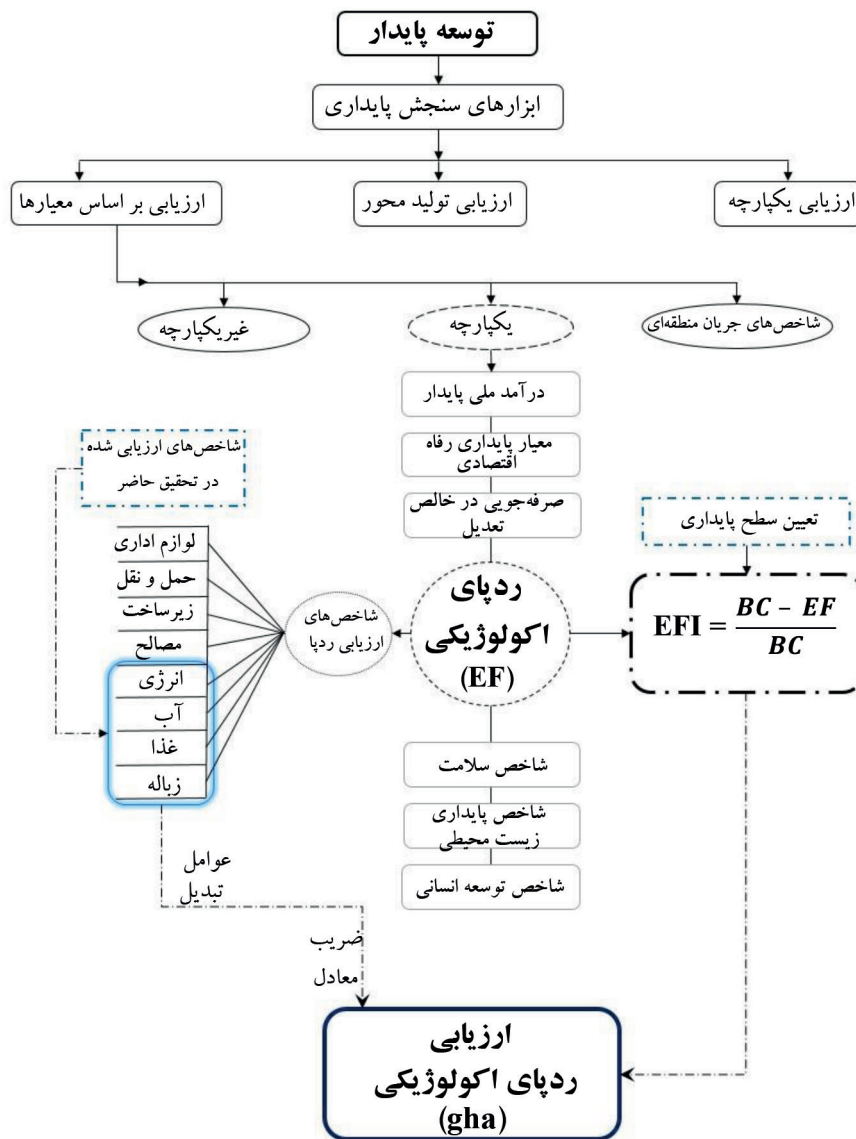 توسعه پایدار
ابزارهای سنجش پایداری
ارزیابی یکپارچه
ارزیابی تولید محور
ارزیابی بر اساس معیارها
شاخص‌های جریان منطقه‌ای
یکپارچه
غیریکپارچه
درآمد ملی پایدار
معیار پایداری رفاه
اقتصادی
صرفه‌جویی در خالص
تعدیل
شاخص‌های ارزیابی شده
در تحقیق حاضر
تعیین سطح پایداری
EFI = (BC – EF) / BC
ردپای
اکولوژیکی
(EF)
شاخص‌های
ارزیابی ردپا
لوازم اداری
حمل و نقل
زیرساخت
مصالح
انرژی
آب
غذا
زباله
شاخص سلامت
شاخص پایداری
زیست محیطی
شاخص توسعه انسانی
عوامل
تبدیل
ضریب
معادل
ارزیابی
ردپای اکولوژیکی
(gha)